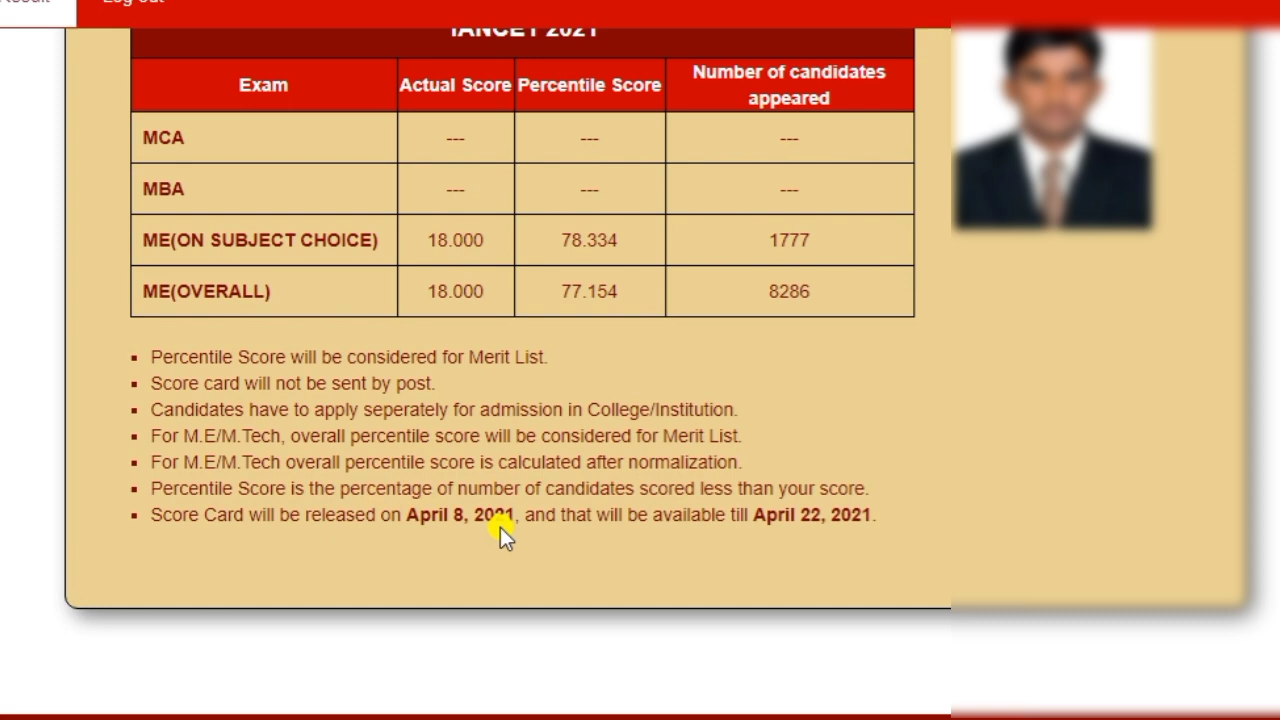 Log out
TANCET 2021
Exam Actual Score Percentile Score Number of candidates appeared
MCA --- --- ---
MBA --- --- ---
ME(ON SUBJECT CHOICE) 18.000 78.334 1777
ME(OVERALL) 18.000 77.154 8286
▪ Percentile Score will be considered for Merit List.
▪ Score card will not be sent by post.
▪ Candidates have to apply seperately for admission in College/Institution.
▪ For M.E/M.Tech, overall percentile score will be considered for Merit List.
▪ For M.E/M.Tech overall percentile score is calculated after normalization.
▪ Percentile Score is the percentage of number of candidates scored less than your score.
▪ Score Card will be released on April 8, 2021, and that will be available till April 22, 2021.